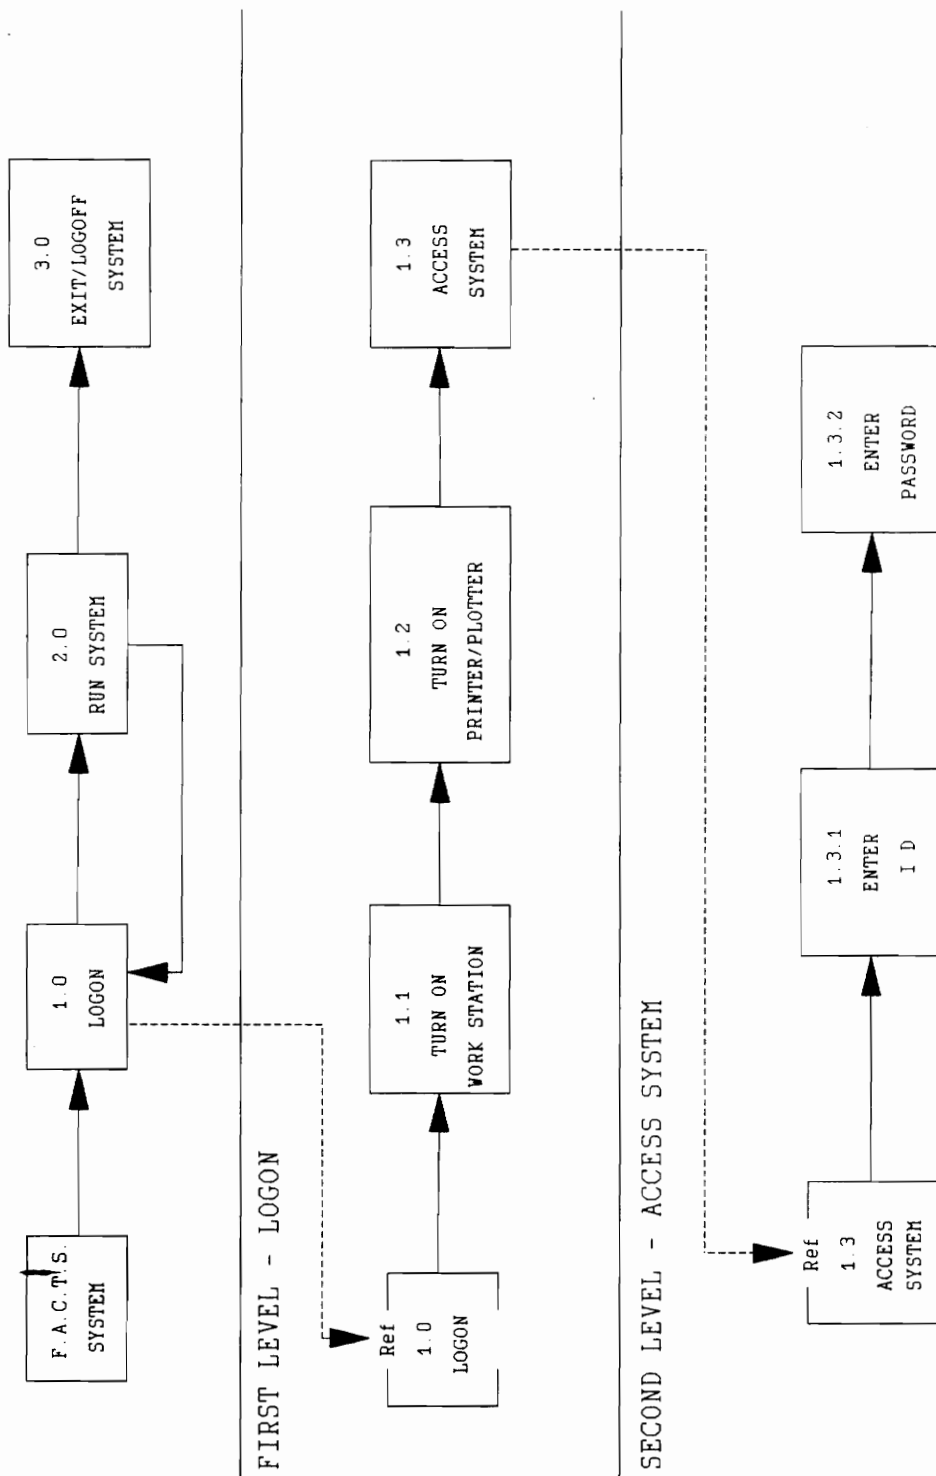 F.A.C.T.S.
SYSTEM
1.0
LOGON
2.0
RUN SYSTEM
3.0
EXIT/LOGOFF
SYSTEM
FIRST LEVEL - LOGON
Ref
1.0
LOGON
1.1
TURN ON
WORK STATION
1.2
TURN ON
PRINTER/PLOTTER
1.3
ACCESS
SYSTEM
SECOND LEVEL - ACCESS SYSTEM
Ref
1.3
ACCESS
SYSTEM
1.3.1
ENTER
I D
1.3.2
ENTER
PASSWORD